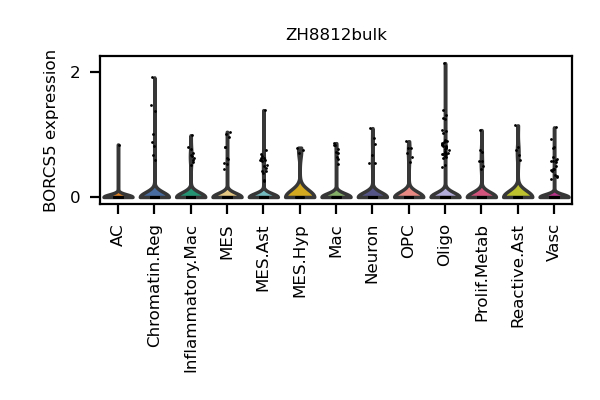 ZH8812bulk
BORCS5 expression
2
0
AC
Chromatin.Reg
Inflammatory.Mac
MES
MES.Ast
MES.Hyp
Mac
Neuron
OPC
Oligo
Prolif.Metab
Reactive.Ast
Vasc